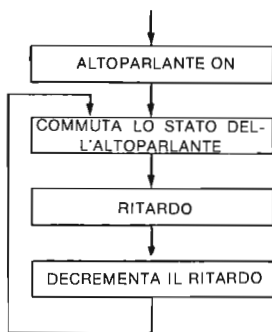 ALTOPARLANTE ON
COMMUTA LO STATO DEL-
L'ALTOPARLANTE
RITARDO
DECREMENTA IL RITARDO